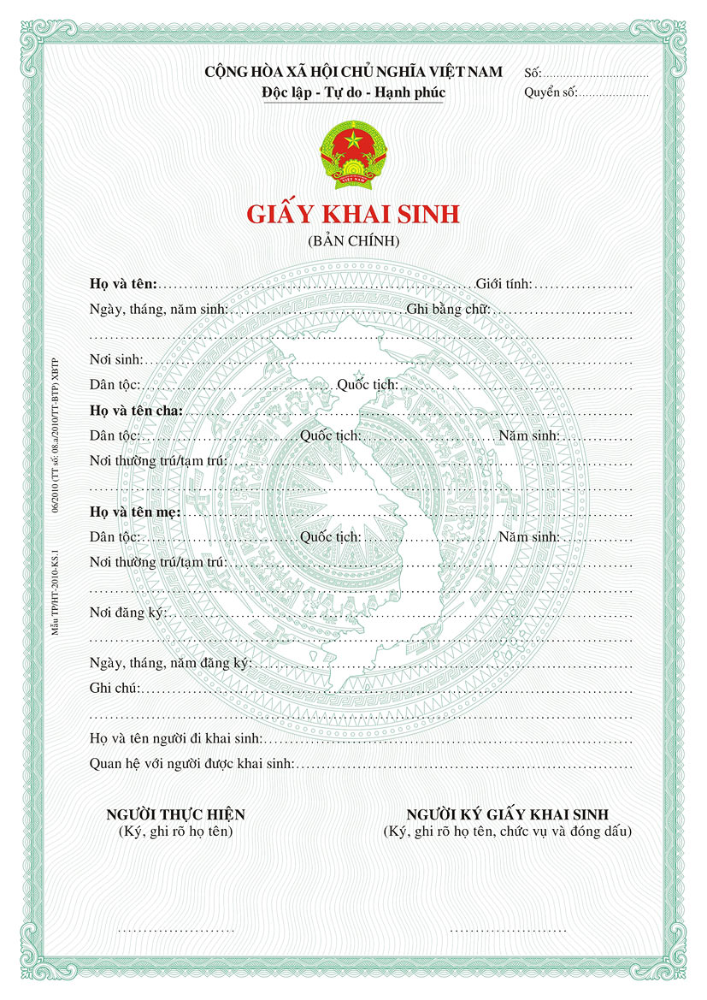 CỘNG HÒA XÃ HỘI CHỦ NGHĨA VIỆT NAM
Số:
Độc lập - Tự do - Hạnh phúc
Quyển số:
VIỆT NAM
GIẤY KHAI SINH
(BẢN CHÍNH)
Họ và tên: Giới tính:
Ngày, tháng, năm sinh: Ghi bằng chữ:
Nơi sinh:
Dân tộc: Quốc tịch:
Họ và tên cha:
Dân tộc: Quốc tịch: Năm sinh:
Nơi thường trú/tạm trú:
Họ và tên mẹ:
Dân tộc: Quốc tịch: Năm sinh:
Nơi thường trú/tạm trú:
Nơi đăng ký:
Ngày, tháng, năm đăng ký:
Ghi chú:
Họ và tên người đi khai sinh:
Quan hệ với người được khai sinh:
NGƯỜI THỰC HIỆN
(Ký, ghi rõ họ tên)
NGƯỜI KÝ GIẤY KHAI SINH
(Ký, ghi rõ họ tên, chức vụ và đóng dấu)
Mẫu TP/HT-2010-KS.1 06/2010 (TT số: 08.a/2010/TT-BTP) XBTP